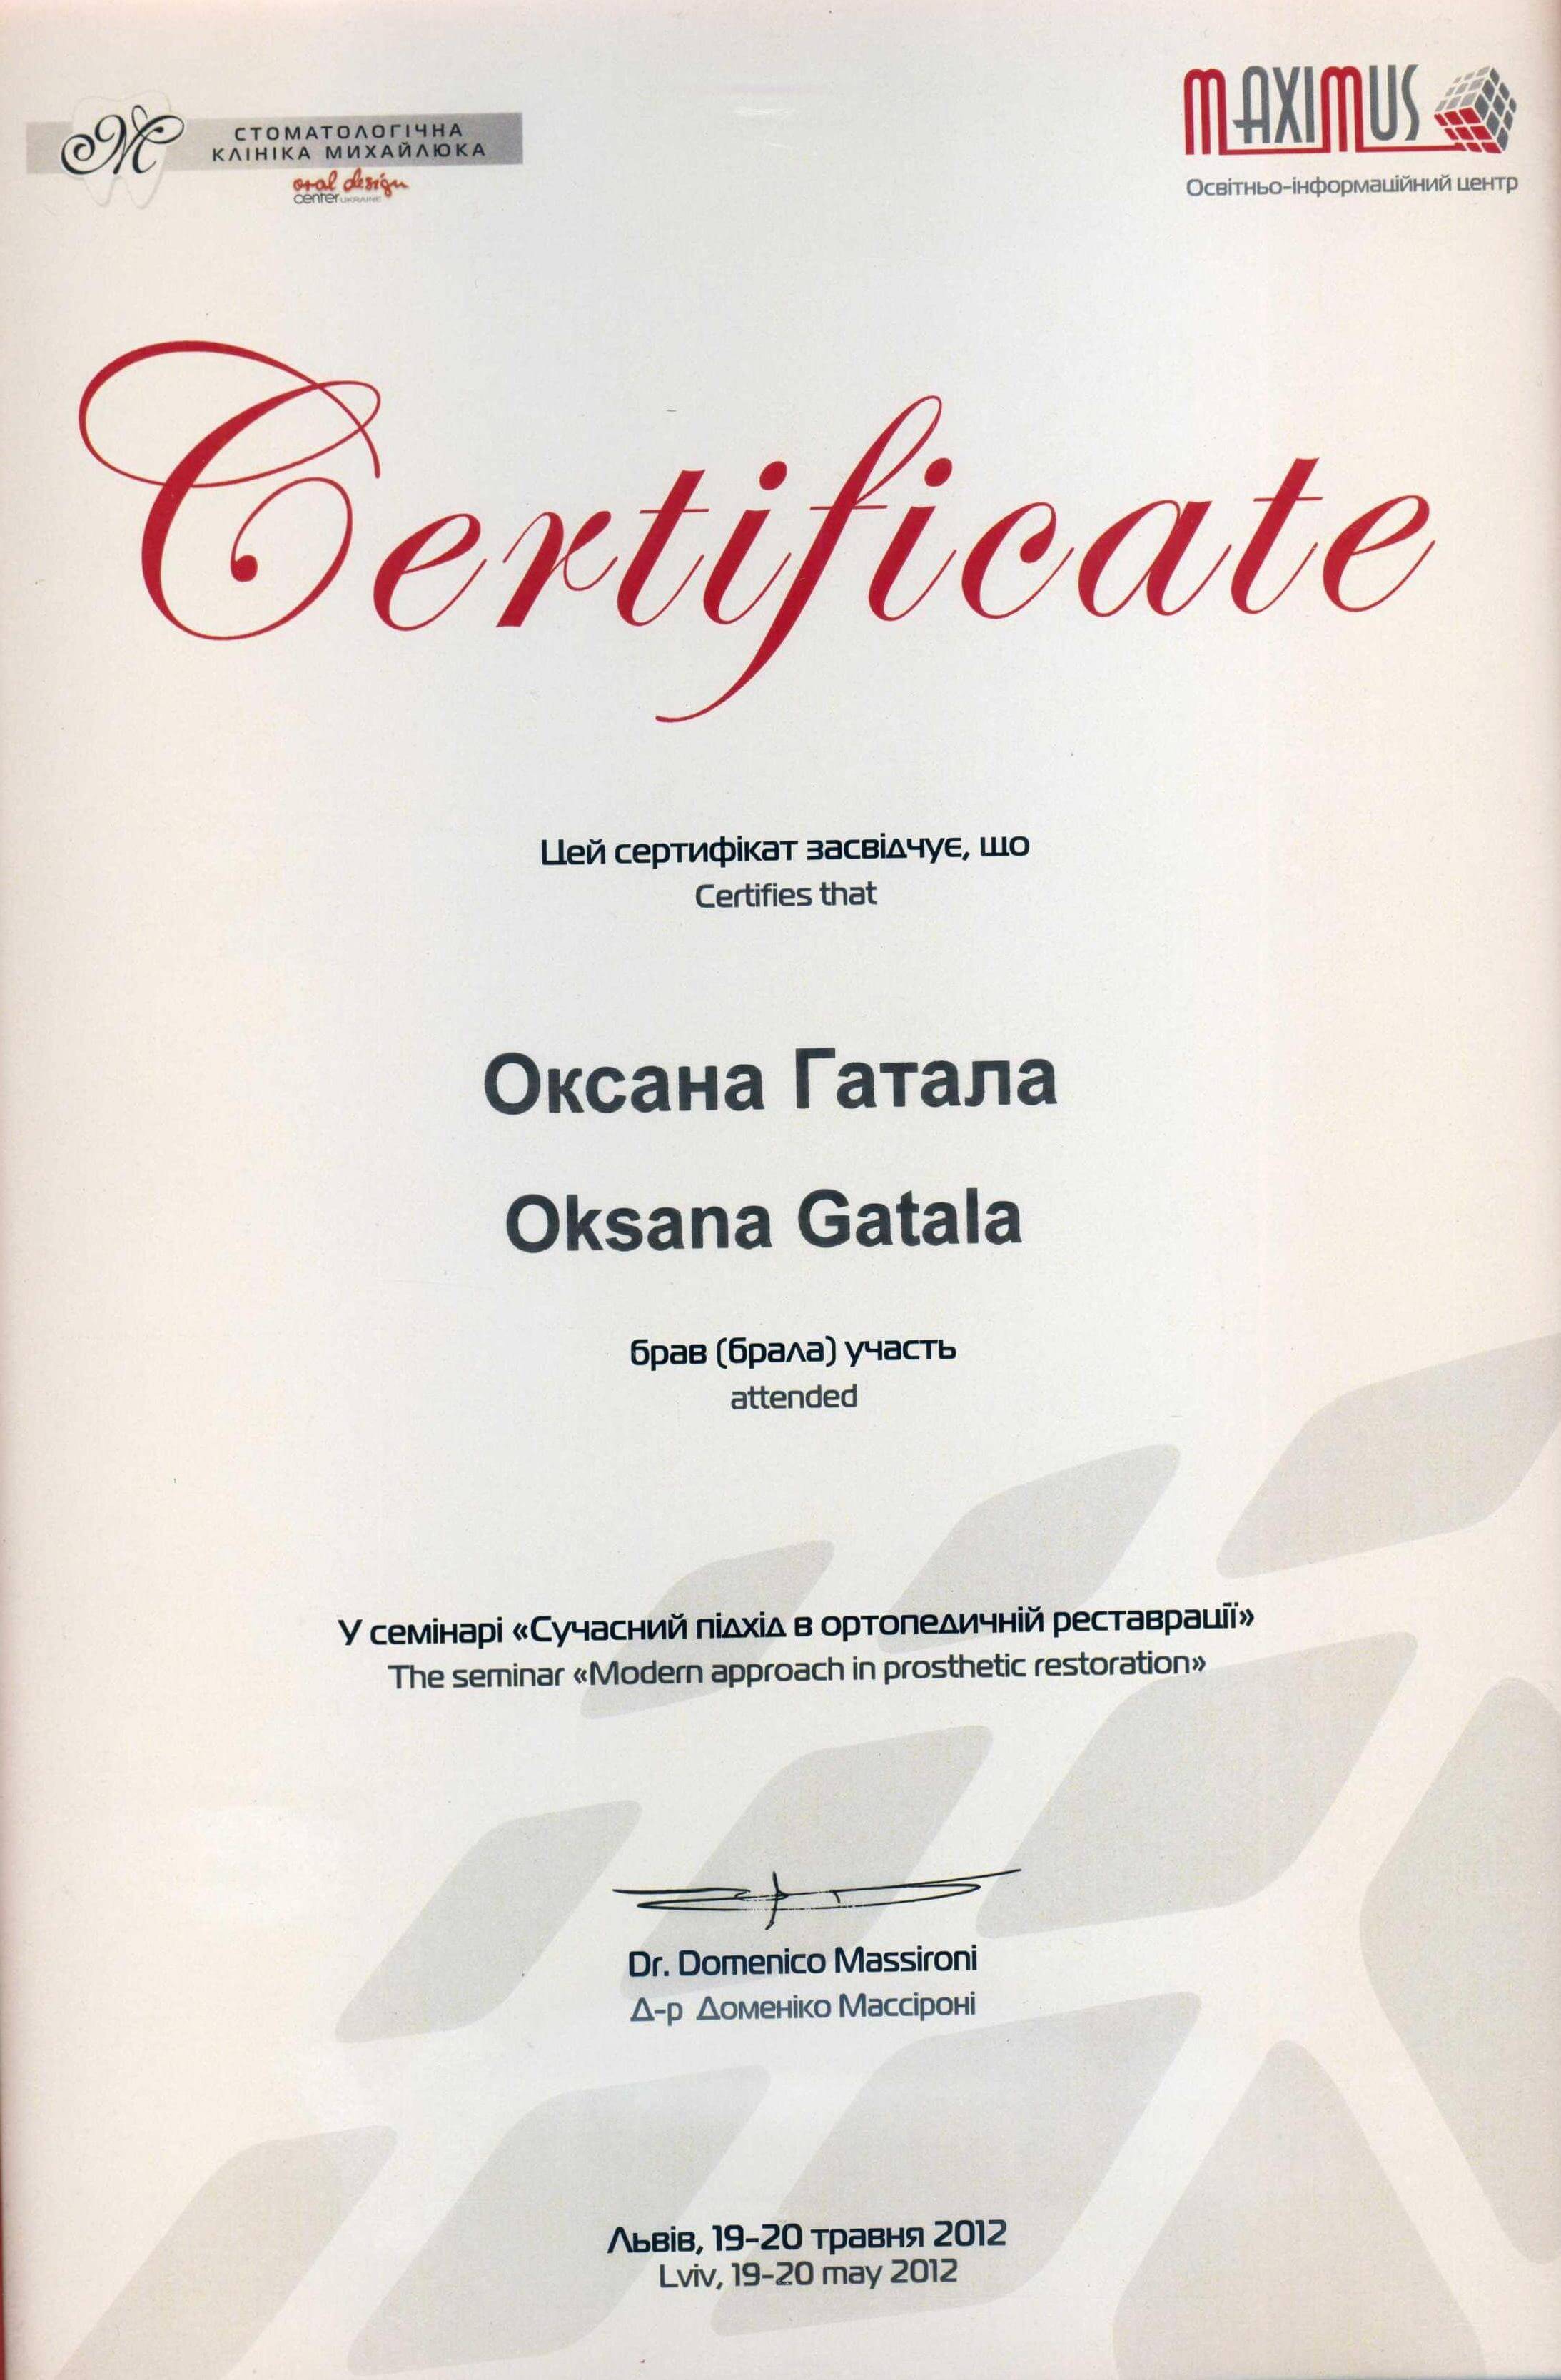 СТОМАТОЛОГІЧНА
КЛІНІКА МИХАЙЛЮКА
oral design
center UKRAINE
MAXIMUS
Освітньо-інформаційний центр
Certificate
Цей сертифікат засвідчує, що
Certifies that
Оксана Гатала
Oksana Gatala
брав (брала) участь
attended
У семінарі «Сучасний підхід в ортопедичній реставрації»
The seminar «Modern approach in prosthetic restoration»
Dr. Domenico Massironi
Д-р Доменіко Массіроні
Львів, 19-20 травня 2012
Lviv, 19-20 may 2012